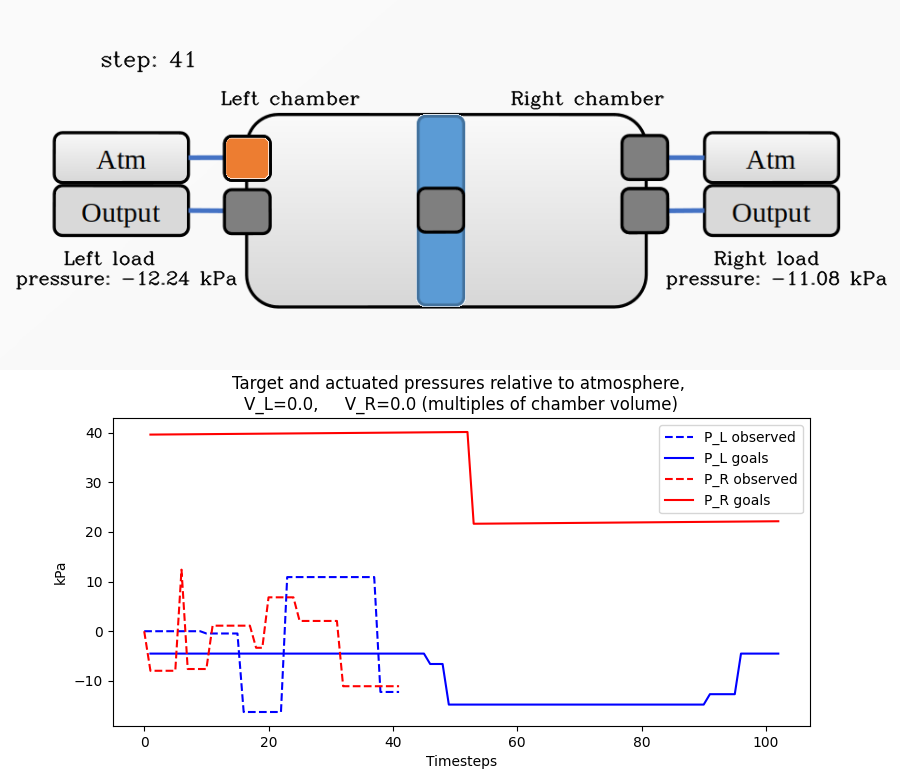 step: 41
Left chamber
Right chamber
Atm
Atm
Output
Output
Left load
pressure: −12.24 kPa
Right load
pressure: −11.08 kPa
Target and actuated pressures relative to atmosphere,
V_L=0.0, V_R=0.0 (multiples of chamber volume)
40
30
20
10
0
−10
kPa
P_L observed
P_L goals
P_R observed
P_R goals
0
20
40
60
80
100
Timesteps